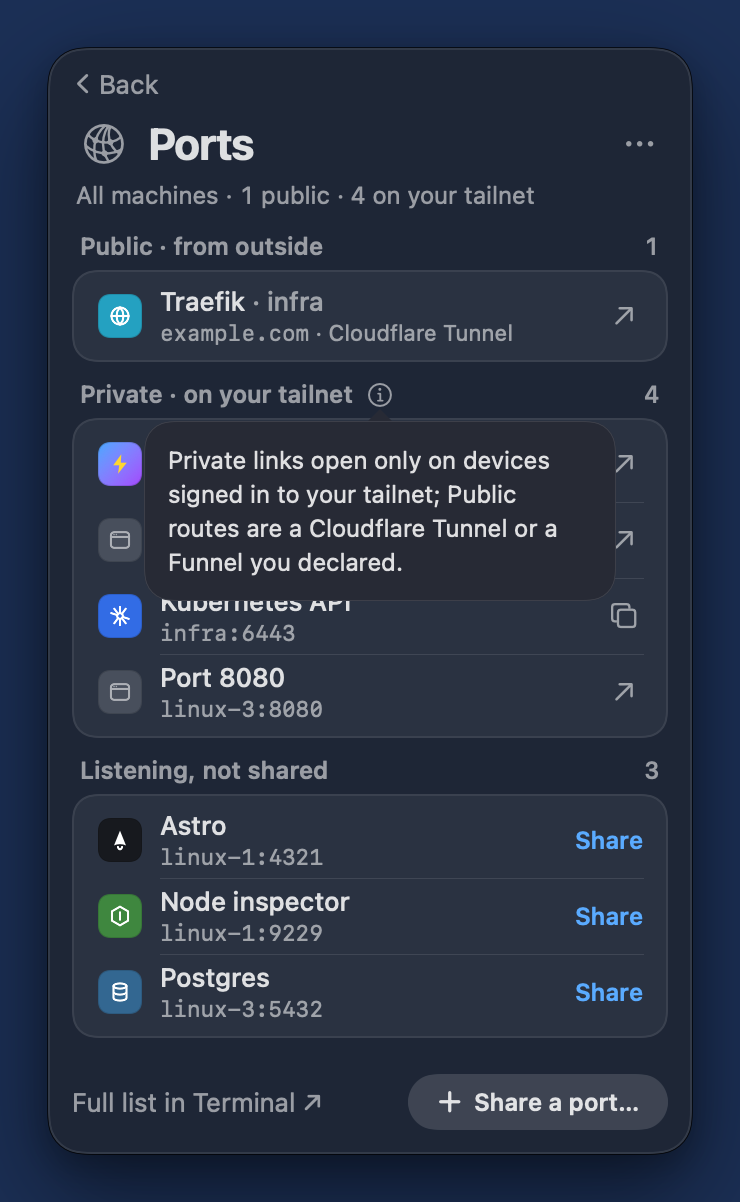 Back
Ports
All machines · 1 public · 4 on your tailnet
Public · from outside 1
Traefik · infra
example.com · Cloudflare Tunnel
Private · on your tailnet 4
Private links open only on devices
signed in to your tailnet; Public
routes are a Cloudflare Tunnel or a
Funnel you declared.
Kubernetes API
infra:6443
Port 8080
linux-3:8080
Listening, not shared 3
Astro
linux-1:4321
Share
Node inspector
linux-1:9229
Share
Postgres
linux-3:5432
Share
Full list in Terminal ↗
+ Share a port...